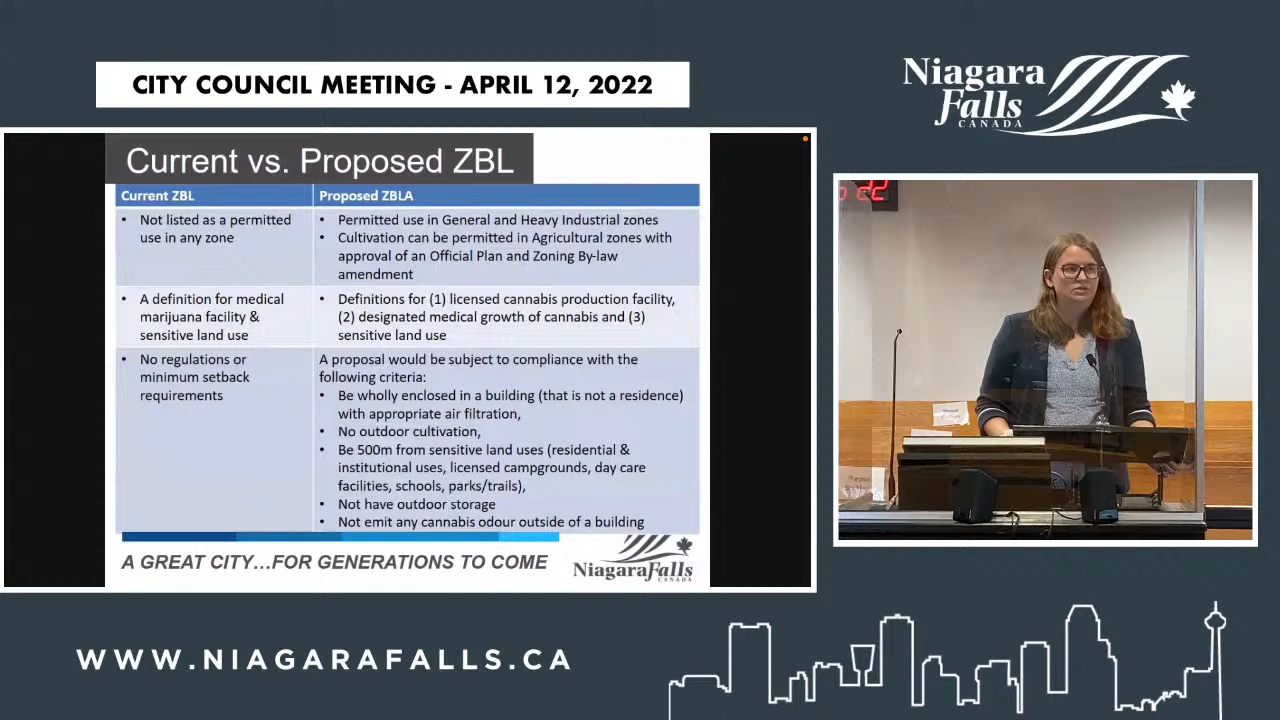 CITY COUNCIL MEETING - APRIL 12, 2022
Niagara
Falls
CANADA
Current vs. Proposed ZBL
Current ZBL
Proposed ZBLA
• Not listed as a permitted
use in any zone
• Permitted use in General and Heavy Industrial zones
• Cultivation can be permitted in Agricultural zones with
approval of an Official Plan and Zoning By-law
amendment
• A definition for medical
marijuana facility &
sensitive land use
• Definitions for (1) licensed cannabis production facility,
(2) designated medical growth of cannabis and (3)
sensitive land use
• No regulations or
minimum setback
requirements
A proposal would be subject to compliance with the
following criteria:
• Be wholly enclosed in a building (that is not a residence)
with appropriate air filtration,
• No outdoor cultivation,
• Be 500m from sensitive land uses (residential &
institutional uses, licensed campgrounds, day care
facilities, schools, parks/trails),
• Not have outdoor storage
• Not emit any cannabis odour outside of a building
A GREAT CITY...FOR GENERATIONS TO COME
NiagaraFalls
CANADA
WWW.NIAGARAFALLS.CA